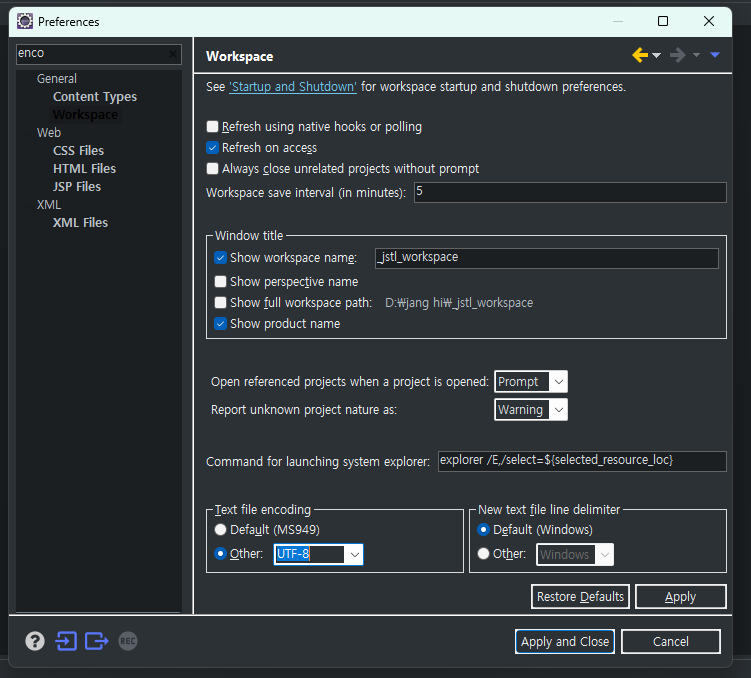 Preferences
enco
General
Content Types
Workspace
Web
CSS Files
HTML Files
JSP Files
XML
XML Files
Workspace
See 'Startup and Shutdown' for workspace startup and shutdown preferences.
Refresh using native hooks or polling
Refresh on access
Always close unrelated projects without prompt
Workspace save interval (in minutes): 5
Window title
Show workspace name: _jstl_workspace
Show perspective name
Show full workspace path: D:₩jang hi₩_jstl_workspace
Show product name
Open referenced projects when a project is opened: Prompt
Report unknown project nature as: Warning
Command for launching system explorer: explorer /E,/select=${selected_resource_loc}
Text file encoding
Default (MS949)
Other: UTF-8
New text file line delimiter
Default (Windows)
Other: Windows
Restore Defaults Apply
? REC Apply and Close Cancel